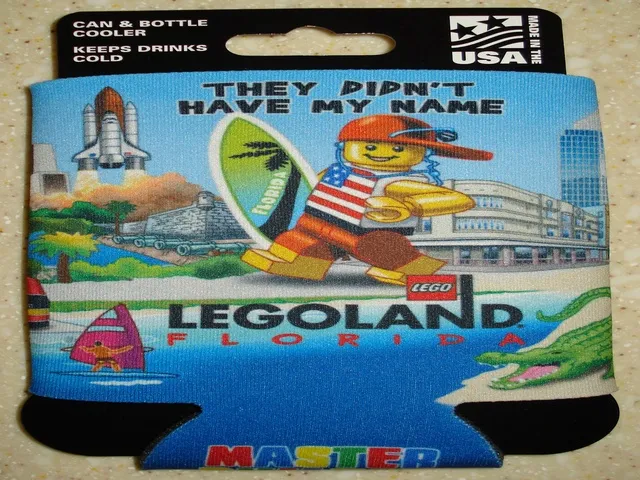 CAN & BOTTLE
COOLER
KEEPS DRINKS
COLD
USA
MADE IN THE
THEY DIDN'T
HAVE MY NAME
Florida
LEGO
LEGOLAND
FLORIDA
MASTER